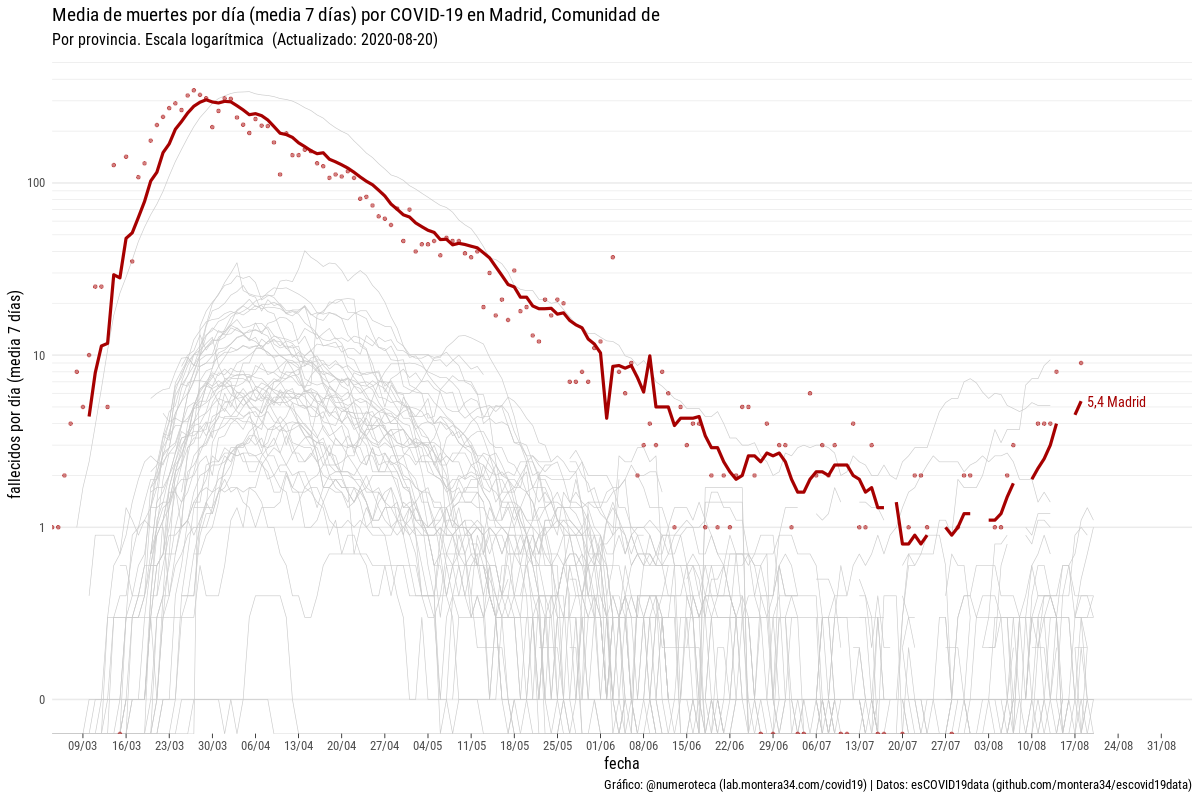 Media de muertes por día (media 7 días) por COVID-19 en Madrid, Comunidad de
Por provincia. Escala logarítmica (Actualizado: 2020-08-20)
fallecidos por día (media 7 días)
100
10
1
0
5,4 Madrid
09/03 16/03 23/03 30/03 06/04 13/04 20/04 27/04 04/05 11/05 18/05 25/05 01/06 08/06 15/06 22/06 29/06 06/07 13/07 20/07 27/07 03/08 10/08 17/08 24/08 31/08
fecha
Gráfico: @numeroteca (lab.montera34.com/covid19) | Datos: esCOVID19data (github.com/montera34/escovid19data)